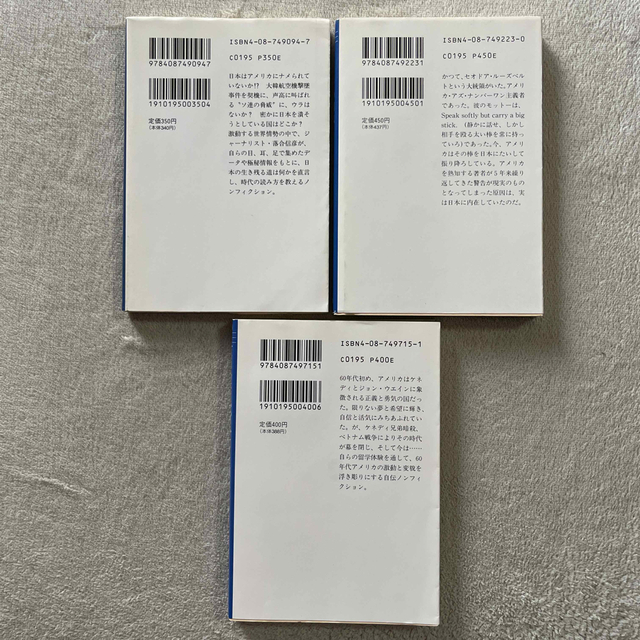 ISBN4-08-749094-7
C0195 P350E
9784087490947
1910195003504
定価350円
(本体340円)
日本はアメリカにナメられて
いないか!? 大韓航空機撃墜
事件を契機に、声高に叫ばれ
る“ソ連の脅威”に、ウラはな
いか? 密かに日本を潰そ
うとしている国はどこか?
激動する世界情勢の中で、ジ
ャーナリスト・落合信彦が、
自らの目、耳、足で集めたデ
ータや極秘情報をもとに、日
本の生き残る道は何かを直言
し、時代の読み方を教えるノ
ンフィクション。
ISBN4-08-749223-0
C0195 P450E
9784087492231
1910195004501
定価450円
(本体437円)
かつて、セオドア・ルーズベル
トという大統領がいた。アメリ
カ・アズ・ナンバーワン主義者
であった。彼のモットーは、
Speak softly but carry a big
stick. (静かに話せ、しかし
相手を殴る太い棒を常に持っ
ていろ)であった。今、アメリ
カはその棒を日本にたいして
振り降ろしている。アメリカ
を熟知する著者が5年来繰り
返してきた警告が現実のもの
となってしまった原因は、実
は日本に内在していたのだ。
ISBN4-08-749715-1
C0195 P400E
9784087497151
1910195004006
定価400円
(本体388円)
60年代初め、アメリカはケネ
ディとジョン・ウエインに象
徴される正義と勇気の国だっ
た。限りない夢と希望に輝き、
自信と活気にみちあふれてい
た。が、ケネディ兄弟暗殺、
ベトナム戦争によりその時代
が幕を閉じ、そして今は……
自らの留学体験を通して、60
年代アメリカの激動と変貌を
浮き彫りにする自伝ノンフィ
クション。